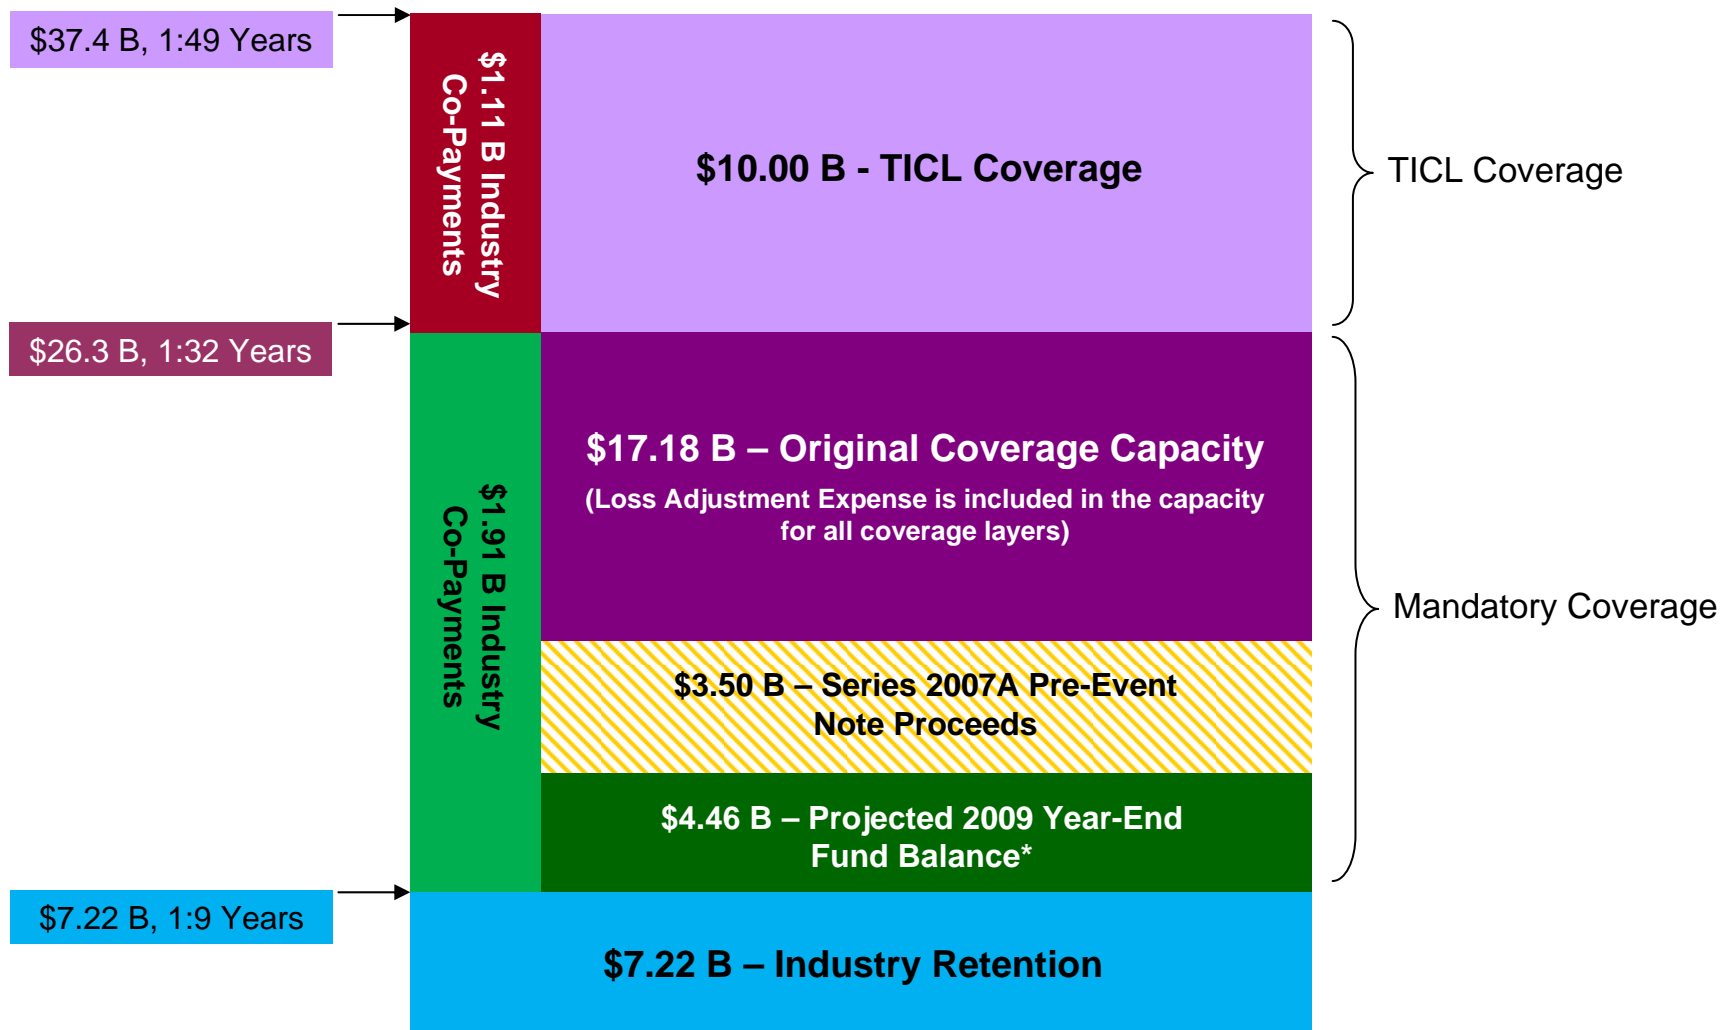 $37.4 B, 1:49 Years
$1.11 B Industry
Co-Payments
$10.00 B - TICL Coverage
TICL Coverage
$26.3 B, 1:32 Years
$1.91 B Industry
Co-Payments
$17.18 B – Original Coverage Capacity
(Loss Adjustment Expense is included in the capacity
for all coverage layers)
Mandatory Coverage
$3.50 B – Series 2007A Pre-Event
Note Proceeds
$4.46 B – Projected 2009 Year-End
Fund Balance*
$7.22 B, 1:9 Years
$7.22 B – Industry Retention